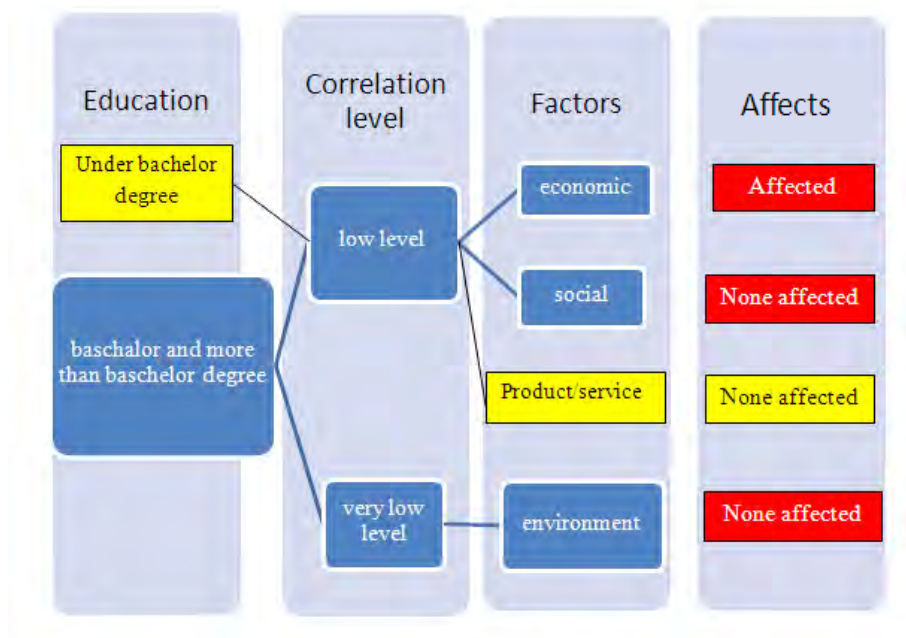 Education
Under bachelor
degree
baschalor and more
than baschelor degree
Correlation
level
low level
very low
level
Factors
economic
social
Product/service
environment
Affects
Affected
None affected
None affected
None affected